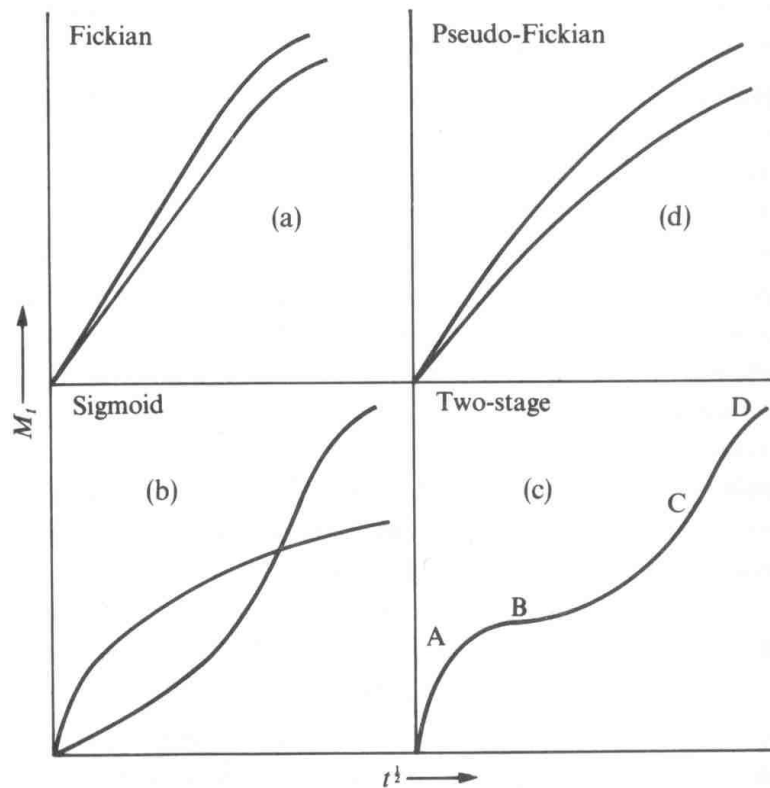 Fickian
(a)
Pseudo-Fickian
(d)
Sigmoid
(b)
Two-stage
(c)
A
B
C
D
M_t
t^½